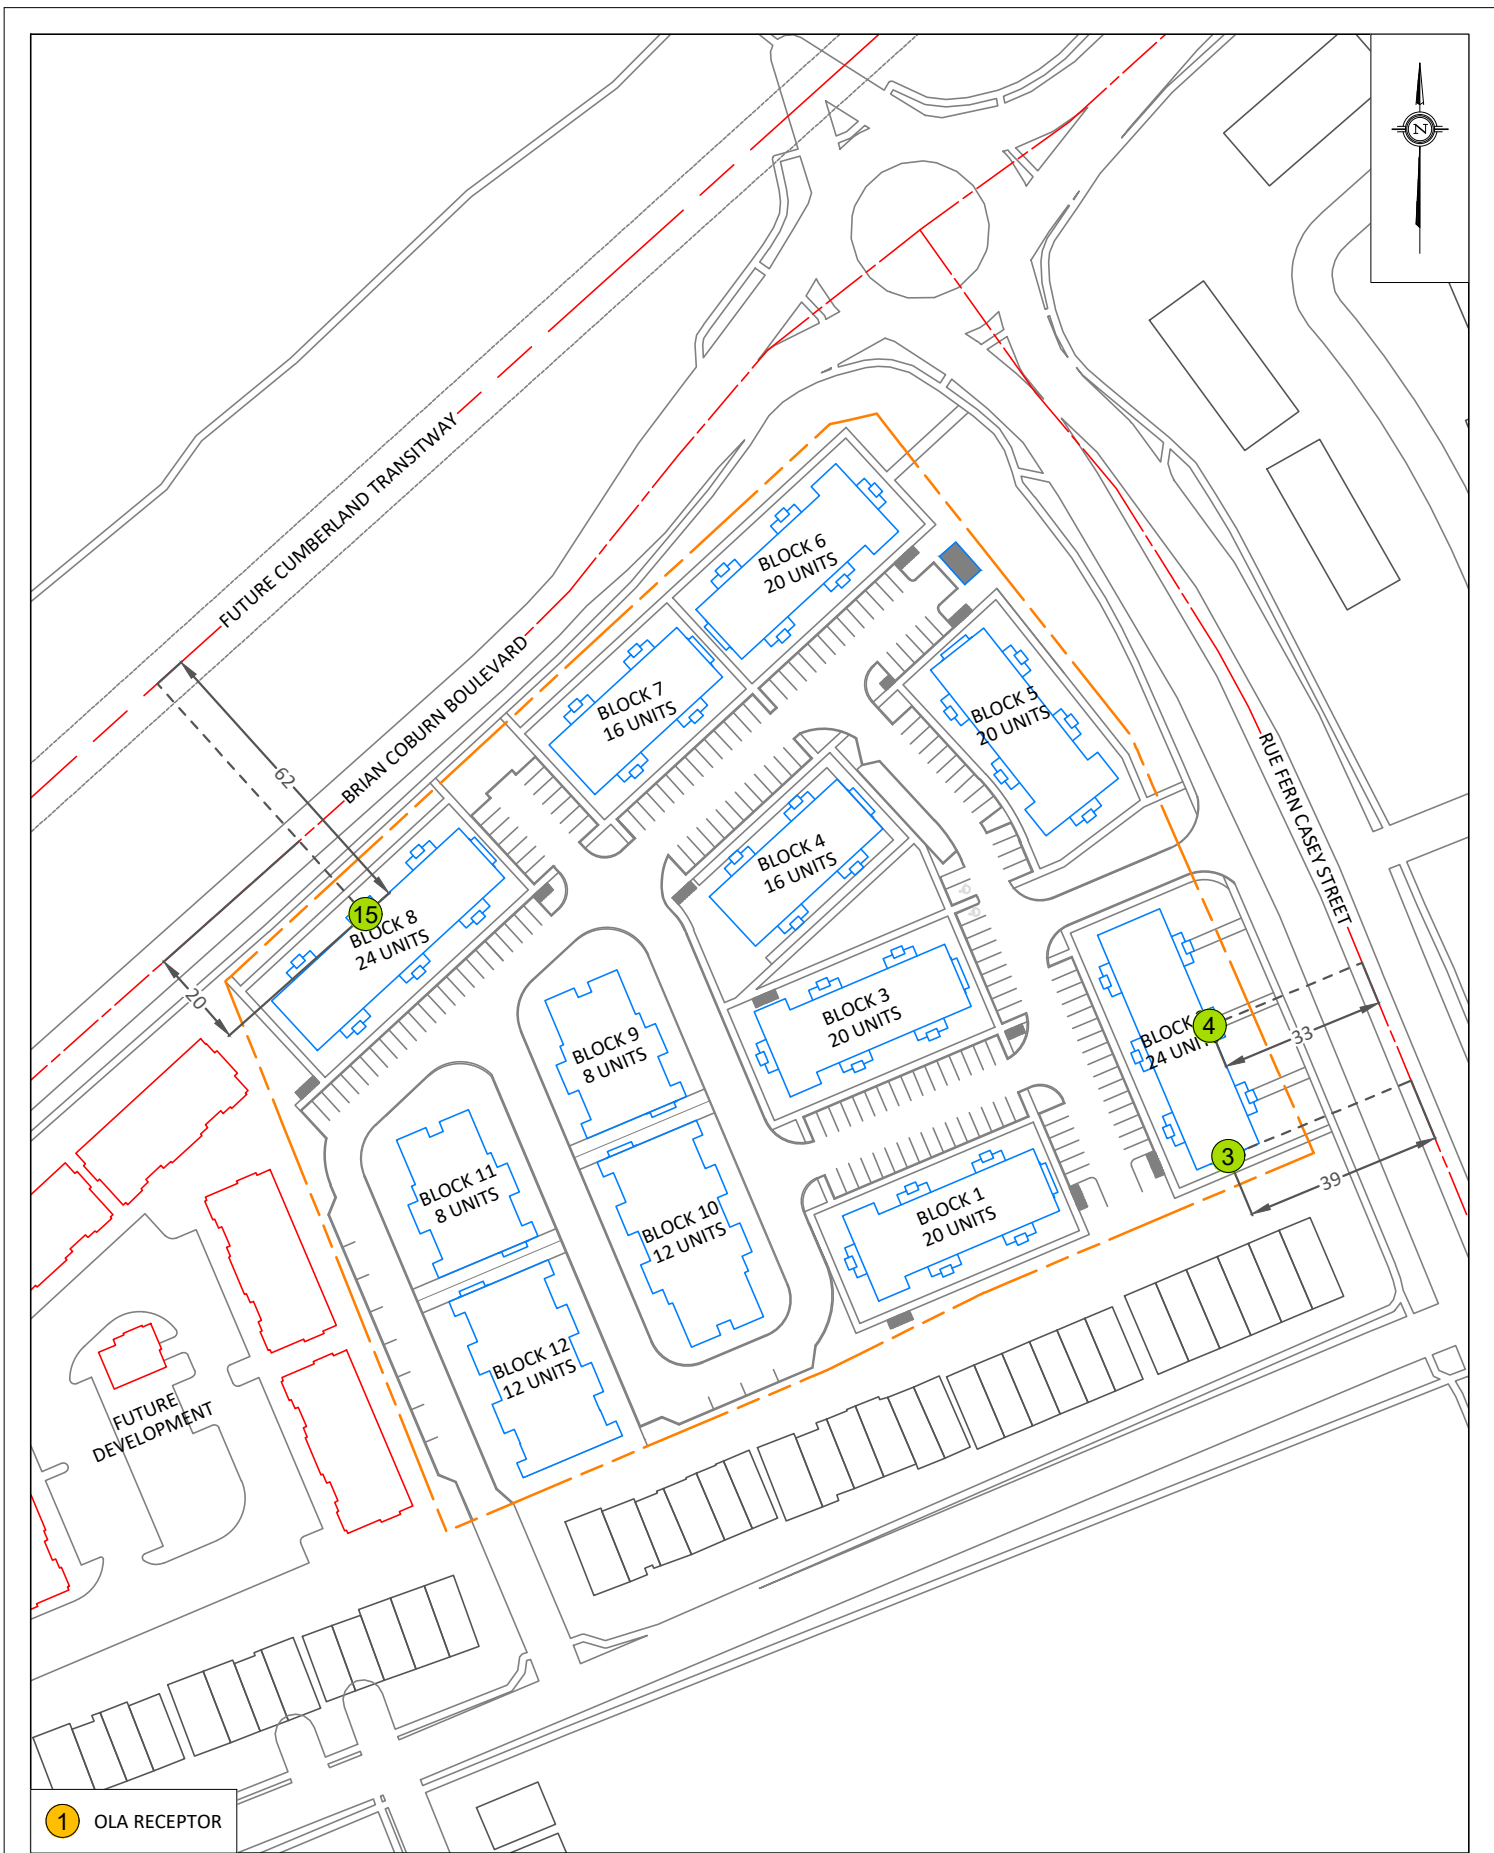 N
FUTURE CUMBERLAND TRANSITWAY
BRIAN COBURN BOULEVARD
RUE FERN CASEY STREET
BLOCK 6
20 UNITS
BLOCK 7
16 UNITS
BLOCK 5
20 UNITS
62
BLOCK 4
16 UNITS
15
BLOCK 8
24 UNITS
20
BLOCK 3
20 UNITS
4
BLOCK
24 UNIT
33
BLOCK 9
8 UNITS
3
39
BLOCK 11
8 UNITS
BLOCK 10
12 UNITS
BLOCK 1
20 UNITS
BLOCK 12
12 UNITS
FUTURE
DEVELOPMENT
1 OLA RECEPTOR